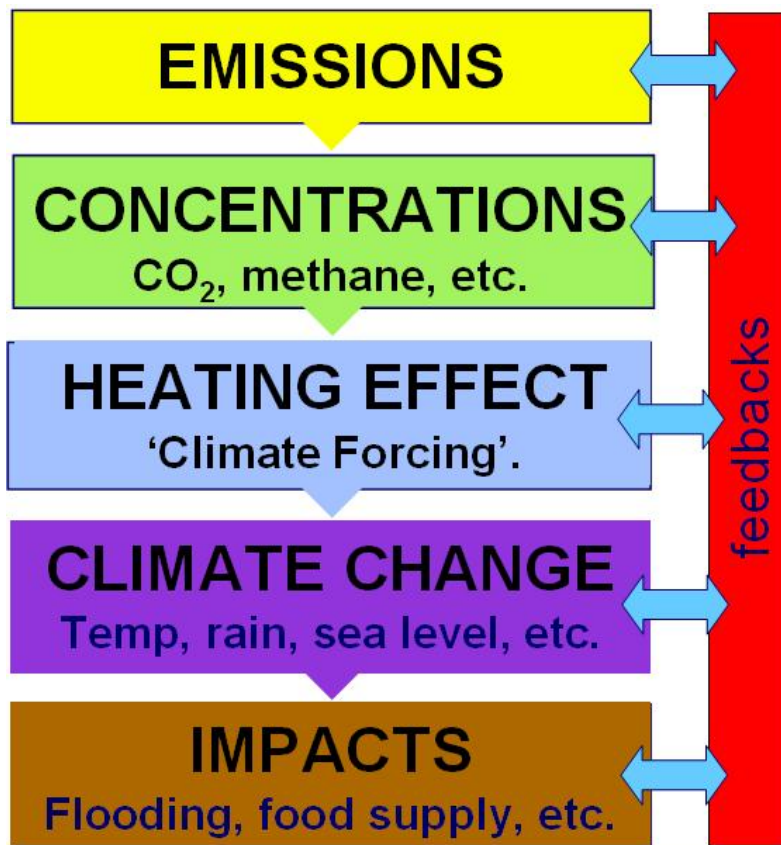 EMISSIONS
CONCENTRATIONS
CO₂, methane, etc.
HEATING EFFECT
‘Climate Forcing’.
CLIMATE CHANGE
Temp, rain, sea level, etc.
IMPACTS
Flooding, food supply, etc.
feedbacks